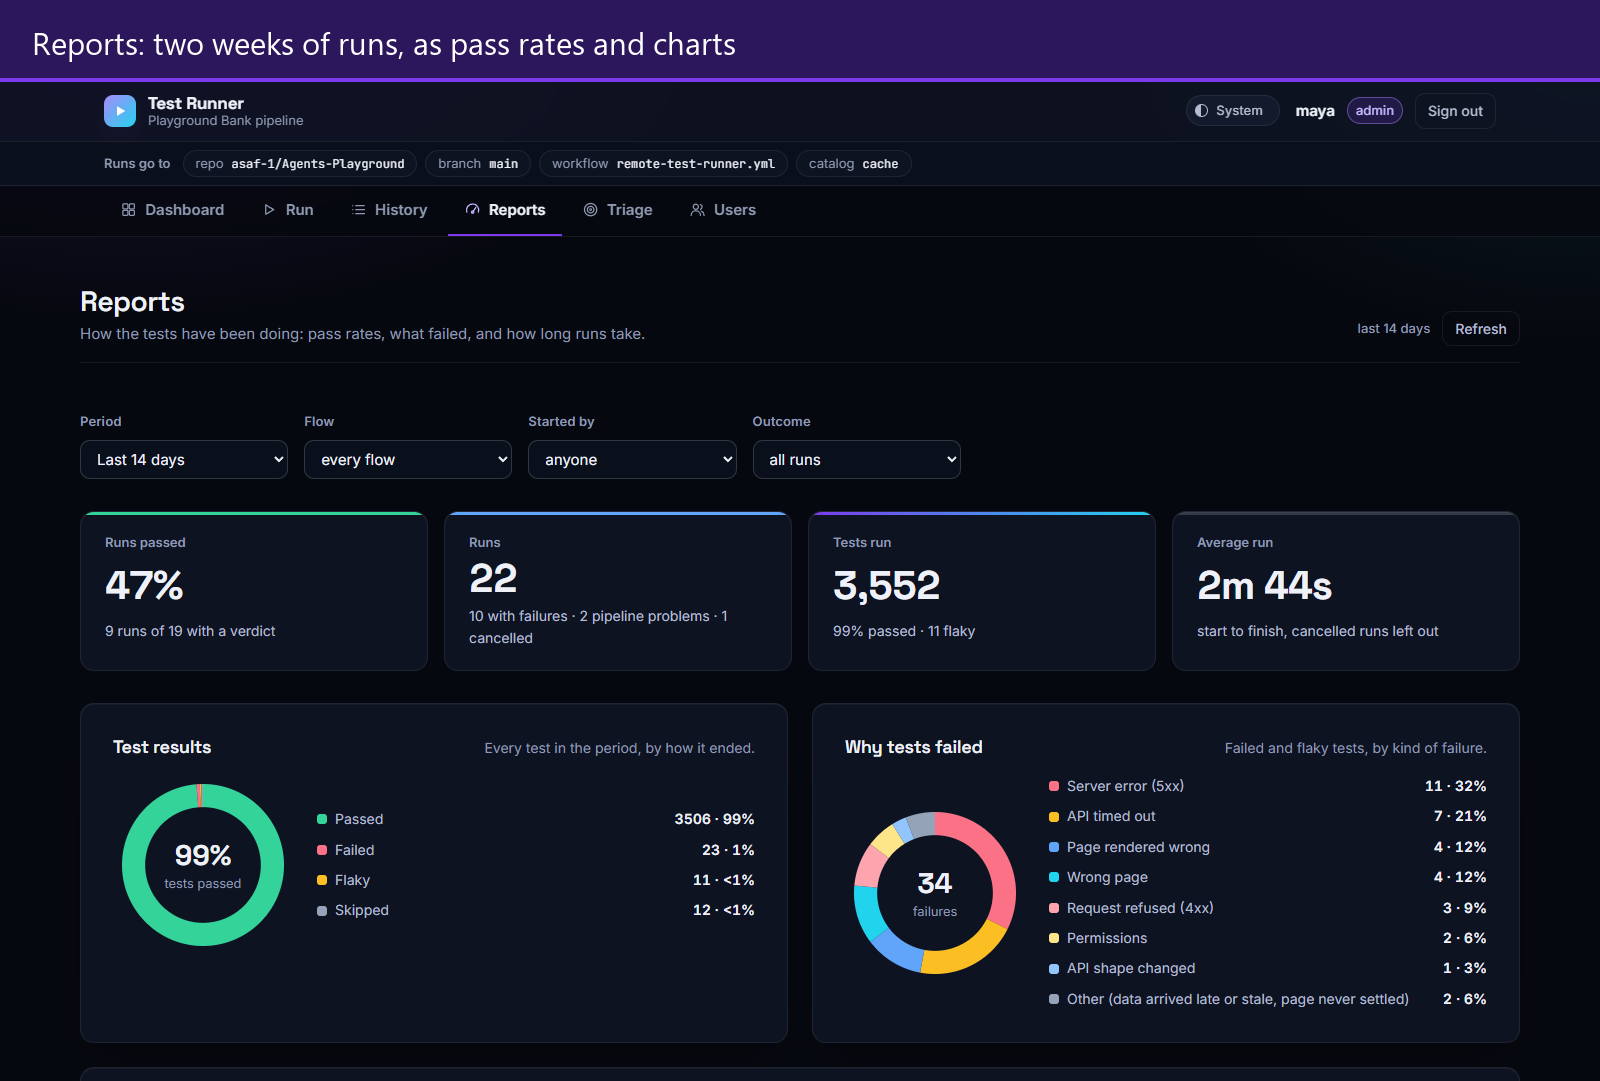 Reports: two weeks of runs, as pass rates and charts
Test Runner
Playground Bank pipeline
System
maya
admin
Sign out
Runs go to
repo asaf-1/Agents-Playground
branch main
workflow remote-test-runner.yml
catalog cache
Dashboard
Run
History
Reports
Triage
Users
Reports
How the tests have been doing: pass rates, what failed, and how long runs take.
last 14 days
Refresh
Period
Flow
Started by
Outcome
Last 14 days
every flow
anyone
all runs
Runs passed
47%
9 runs of 19 with a verdict
Runs
22
10 with failures · 2 pipeline problems · 1
cancelled
Tests run
3,552
99% passed · 11 flaky
Average run
2m 44s
start to finish, cancelled runs left out
Test results
Every test in the period, by how it ended.
99%
tests passed
Passed 3506 · 99%
Failed 23 · 1%
Flaky 11 · <1%
Skipped 12 · <1%
Why tests failed
Failed and flaky tests, by kind of failure.
34
failures
Server error (5xx) 11 · 32%
API timed out 7 · 21%
Page rendered wrong 4 · 12%
Wrong page 4 · 12%
Request refused (4xx) 3 · 9%
Permissions 2 · 6%
API shape changed 1 · 3%
Other (data arrived late or stale, page never settled) 2 · 6%